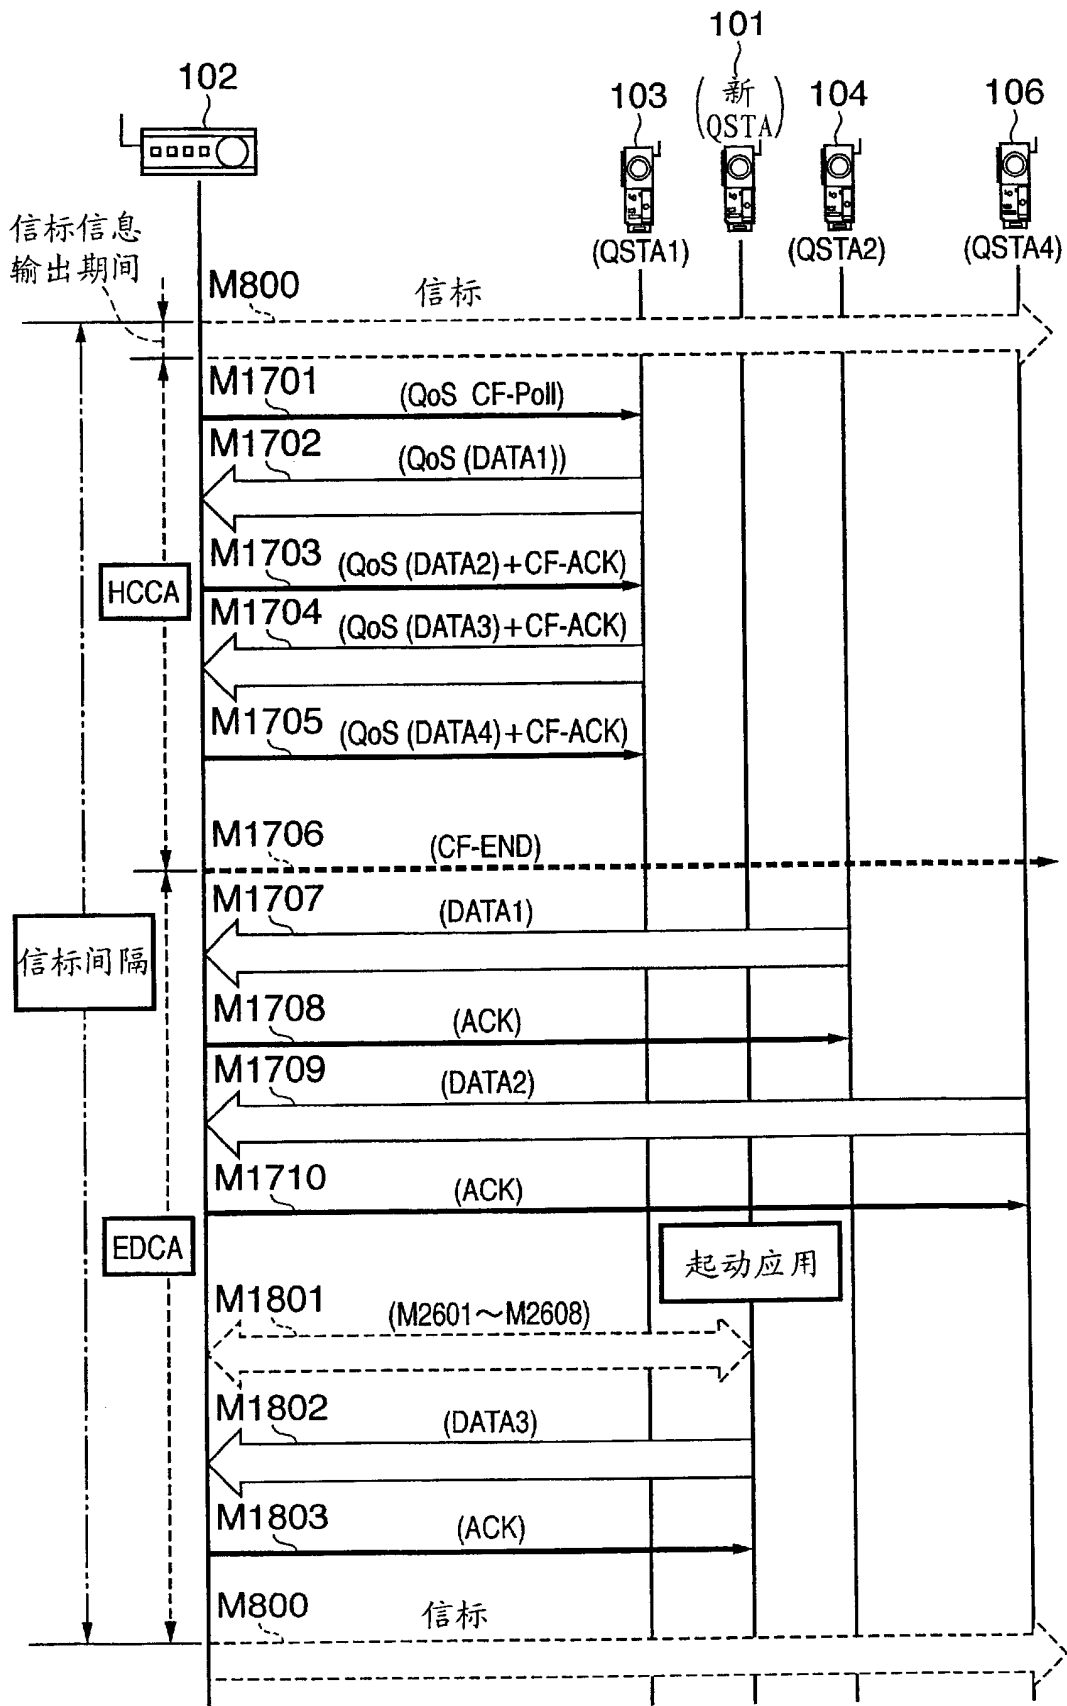 101
102
103
(新
QSTA)
104
106
(QSTA1)
(QSTA2)
(QSTA4)
信标信息
输出期间
M800
信标
M1701
(QoS CF-Poll)
M1702
(QoS (DATA1))
M1703
(QoS (DATA2)+CF-ACK)
HCCA
M1704
(QoS (DATA3)+CF-ACK)
M1705
(QoS (DATA4)+CF-ACK)
M1706
(CF-END)
M1707
(DATA1)
信标间隔
M1708
(ACK)
M1709
(DATA2)
M1710
(ACK)
EDCA
起动应用
M1801
(M2601～M2608)
M1802
(DATA3)
M1803
(ACK)
M800
信标